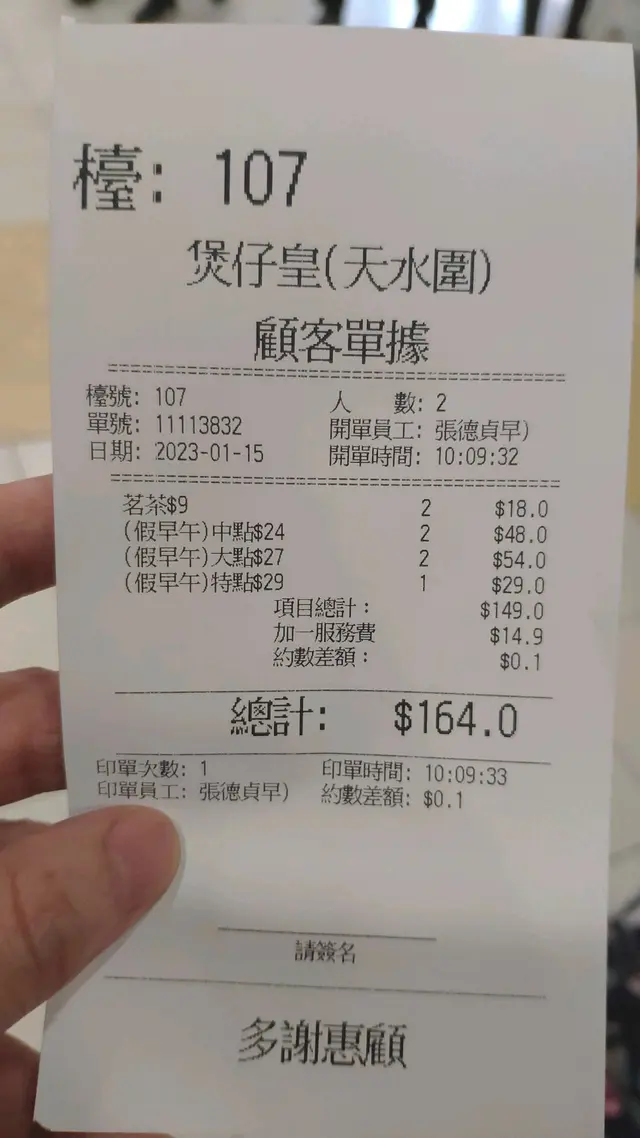 檯: 107
煲仔皇(天水圍)
顧客單據
檯號: 107 人 數: 2
單號: 11113832 開單員工: 張德貞早)
日期: 2023-01-15 開單時間: 10:09:32
茗茶$9 2 $18.0
(假早午)中點$24 2 $48.0
(假早午)大點$27 2 $54.0
(假早午)特點$29 1 $29.0
項目總計: $149.0
加一服務費 $14.9
約數差額: $0.1
總計: $164.0
印單次數: 1 印單時間: 10:09:33
印單員工: 張德貞早) 約數差額: $0.1
請簽名
多謝惠顧